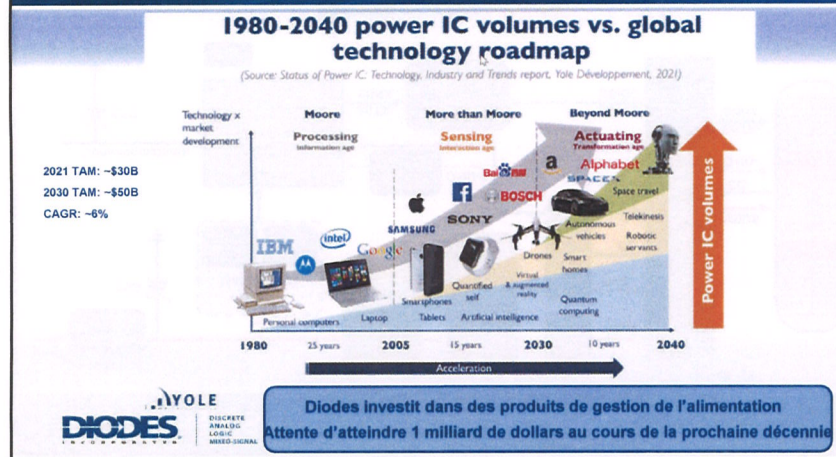 1980-2040 power IC volumes vs. global
technology roadmap
(Source: Status of Power IC: Technology, Industry and Trends report, Yole Développement, 2021)
Technology x
market
development
Moore
More than Moore
Beyond Moore
Processing
Information age
Sensing
Interaction age
Actuating
Transformation age
2021 TAM: ~$30B
2030 TAM: ~$50B
CAGR: ~6%
IBM
intel
Google
SAMSUNG
SONY
Bai
BOSCH
a
Alphabet
SPACEX
Space travel
Telekinesis
Robotic
servants
Autonomous
vehicles
Drones
Smart
homes
Virtual
& augmented
reality
Quantum
computing
Quantified
self
Smartphones
Tablets
Artificial intelligence
Laptop
Personal computers
Power IC volumes
1980
25 years
2005
15 years
2030
10 years
2040
Acceleration
YOLE
DIODES
INCORPORATED
DISCRETE
ANALOG
LOGIC
MIXED-SIGNAL
Diodes investit dans des produits de gestion de l'alimentation
Attente d'atteindre 1 milliard de dollars au cours de la prochaine décennie